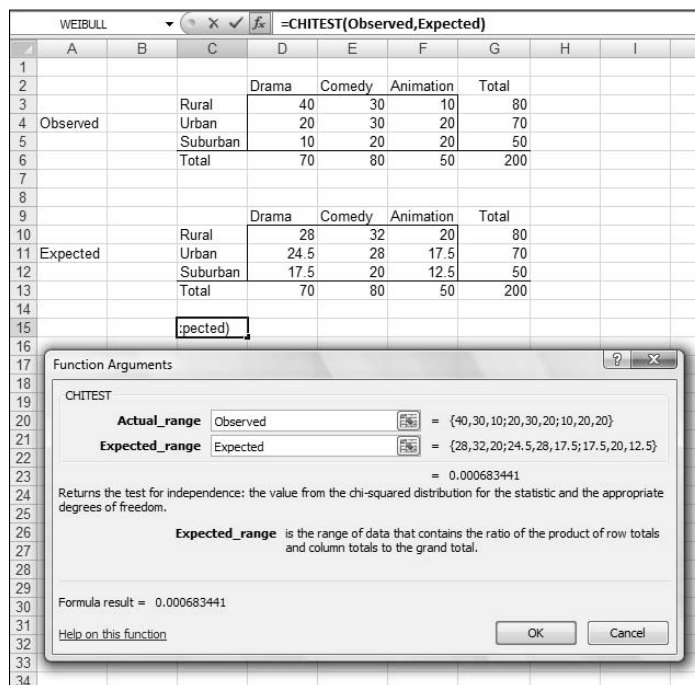 WEIBULL fx =CHITEST(Observed,Expected)
A B C D E F G H I
1
2 Drama Comedy Animation Total
3 Rural 40 30 10 80
4 Observed Urban 20 30 20 70
5 Suburban 10 20 20 50
6 Total 70 80 50 200
7
8
9 Drama Comedy Animation Total
10 Rural 28 32 20 80
11 Expected Urban 24.5 28 17.5 70
12 Suburban 17.5 20 12.5 50
13 Total 70 80 50 200
14
15 :pected)
16
17 Function Arguments
18
19 CHITEST
20 Actual_range Observed = {40,30,10;20,30,20;10,20,20}
21
22 Expected_range Expected = {28,32,20;24.5,28,17.5;17.5,20,12.5}
23 = 0.000683441
24 Returns the test for independence: the value from the chi-squared distribution for the statistic and the appropriate
25 degrees of freedom.
26 Expected_range is the range of data that contains the ratio of the product of row totals
27 and column totals to the grand total.
28
29
30 Formula result = 0.000683441
31
32 Help on this function OK Cancel
33
34